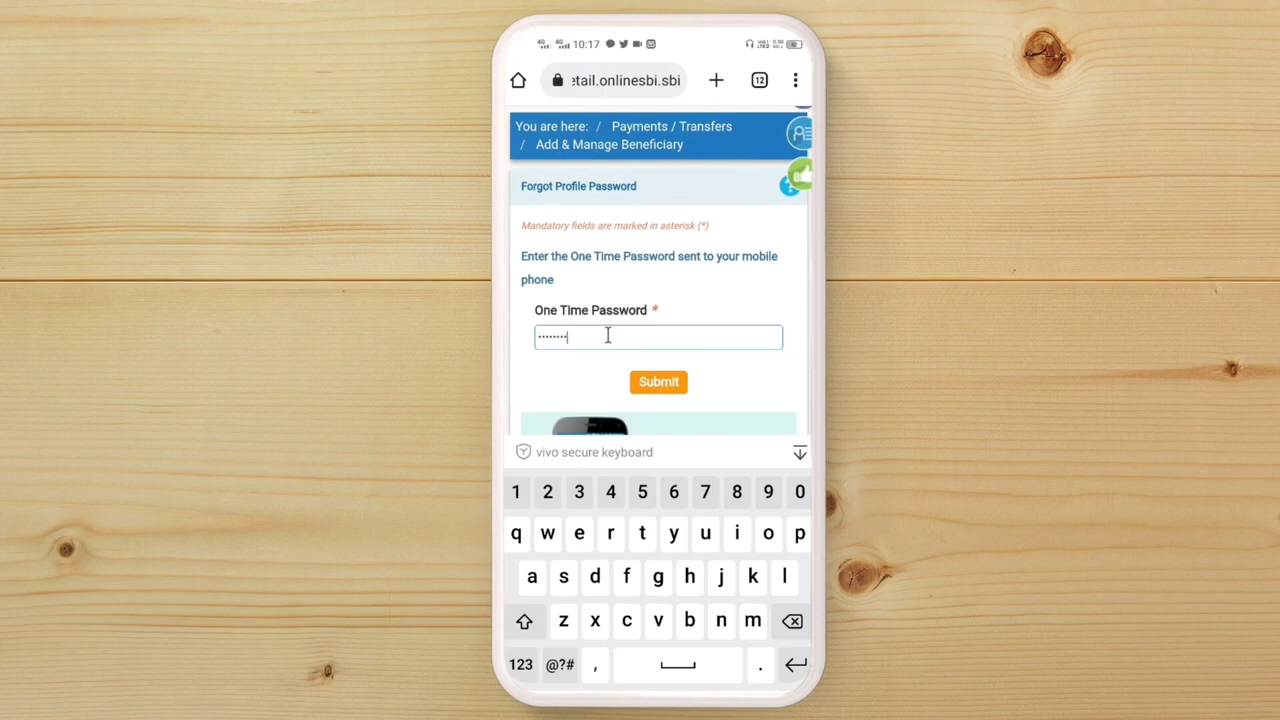 4G 4G 10:17
etail.onlinesbi.sbi
12
You are here: / Payments / Transfers
/ Add & Manage Beneficiary
Forgot Profile Password
Mandatory fields are marked in asterisk (*)
Enter the One Time Password sent to your mobile
phone
One Time Password *
••••••••
Submit
vivo secure keyboard
1 2 3 4 5 6 7 8 9 0
q w e r t y u i o p
a s d f g h j k l
z x c v b n m
123 @?# , .